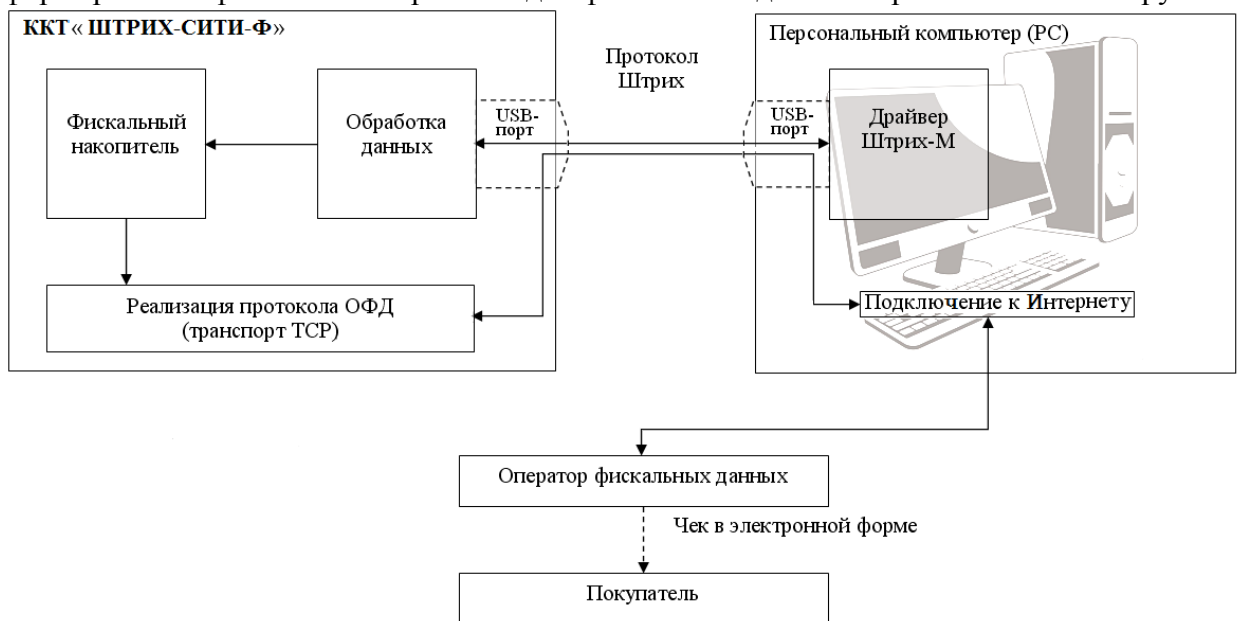 ККТ« ШТРИХ-СИТИ-Ф»
Фискальный
накопитель
Обработка
данных
USB-
порт
Реализация протокола ОФД
(транспорт TCP)
Протокол
Штрих
Персональный компьютер (PC)
USB-
порт
Драйвер
Штрих-М
Подключение к Интернету
Оператор фискальных данных
Чек в электронной форме
Покупатель